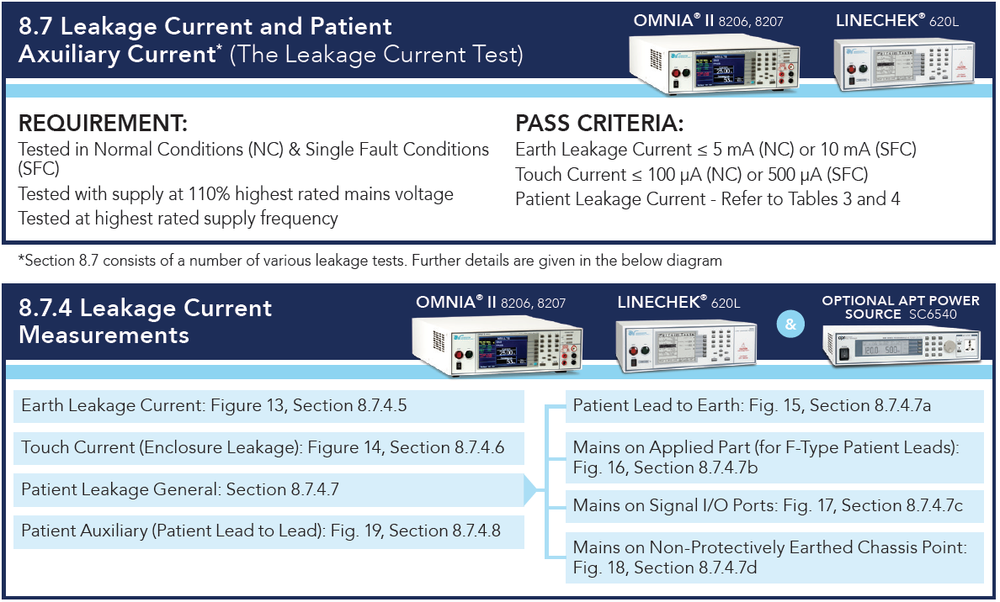 8.7 Leakage Current and Patient
Axuiliary Current* (The Leakage Current Test)
OMNIA® II 8206, 8207
LINECHEK® 620L
REQUIREMENT:
Tested in Normal Conditions (NC) & Single Fault Conditions
(SFC)
Tested with supply at 110% highest rated mains voltage
Tested at highest rated supply frequency
PASS CRITERIA:
Earth Leakage Current ≤ 5 mA (NC) or 10 mA (SFC)
Touch Current ≤ 100 µA (NC) or 500 µA (SFC)
Patient Leakage Current - Refer to Tables 3 and 4
*Section 8.7 consists of a number of various leakage tests. Further details are given in the below diagram
8.7.4 Leakage Current
Measurements
OMNIA® II 8206, 8207
LINECHEK® 620L
&
OPTIONAL APT POWER
SOURCE SC6540
Earth Leakage Current: Figure 13, Section 8.7.4.5
Touch Current (Enclosure Leakage): Figure 14, Section 8.7.4.6
Patient Leakage General: Section 8.7.4.7
Patient Auxiliary (Patient Lead to Lead): Fig. 19, Section 8.7.4.8
Patient Lead to Earth: Fig. 15, Section 8.7.4.7a
Mains on Applied Part (for F-Type Patient Leads):
Fig. 16, Section 8.7.4.7b
Mains on Signal I/O Ports: Fig. 17, Section 8.7.4.7c
Mains on Non-Protectively Earthed Chassis Point:
Fig. 18, Section 8.7.4.7d